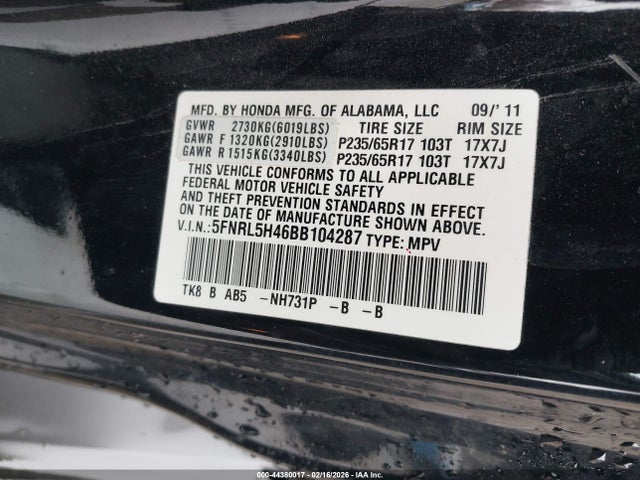 MFD. BY HONDA MFG. OF ALABAMA, LLC 09/'11
GVWR 2730KG(6019LBS) TIRE SIZE RIM SIZE
GAWR F 1320KG(2910LBS) P235/65R17 103T 17X7J
GAWR R 1515KG(3340LBS) P235/65R17 103T 17X7J
THIS VEHICLE CONFORMS TO ALL APPLICABLE
FEDERAL MOTOR VEHICLE SAFETY
AND THEFT PREVENTION STANDARDS IN EFFECT
ON THE DATE OF MANUFACTURE SHOWN ABOVE.
V.I.N.: 5FNRL5H46BB104287 TYPE: MPV
TK8 B AB5 -NH731P -B -B
000-44380017 - 02/16/2026 - Copart, Inc.